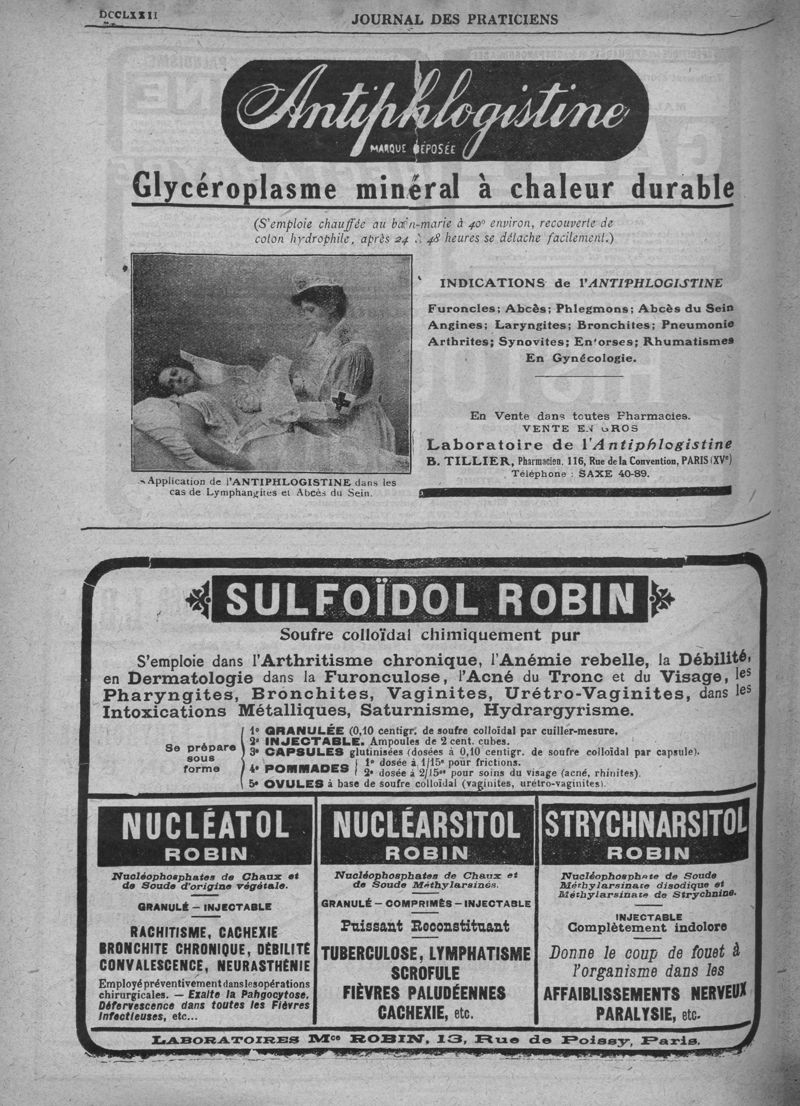 DCCLXXII
JOURNAL DES PRATICIENS
Antiphlogistine
MARQUE DÉPOSÉE
Glycéroplasme minéral à chaleur durable
(S'emploie chauffée au bain-marie à 40° environ, recouverte de
coton hydrophile, après 24 à 48 heures se détache facilement.)
INDICATIONS de l'ANTIPHLOGISTINE
Furoncles; Abcès; Phlegmons; Abcès du Sein
Angines; Laryngites; Bronchites; Pneumonie
Arthrites; Synovites; Entorses; Rhumatismes
En Gynécologie.
En Vente dans toutes Pharmacies.
VENTE EN GROS
Laboratoire de l'Antiphlogistine
B. TILLIER, Pharmacien, 116, Rue de la Convention, PARIS (XVe)
Téléphone : SAXE 40-89.
Application de l'ANTIPHLOGISTINE dans les
cas de Lymphangites et Abcès du Sein.
SULFOÏDOL ROBIN
Soufre colloïdal chimiquement pur
S'emploie dans l'Arthritisme chronique, l'Anémie rebelle, la Débilité,
en Dermatologie dans la Furonculose, l'Acné du Tronc et du Visage, les
Pharyngites, Bronchites, Vaginites, Urétro-Vaginites, dans les
Intoxications Métalliques, Saturnisme, Hydrargyrisme.
Se prépare
sous
forme
1° GRANULÉE (0,10 centigr. de soufre colloïdal par cuiller-mesure.
2° INJECTABLE. Ampoules de 2 cent. cubes.
3° CAPSULES glutinisées (dosées à 0,10 centigr. de soufre colloïdal par capsule).
4° POMMADES
1° dosée à 1/15e pour frictions.
2° dosée à 2/15es pour soins du visage (acné, rhinites).
5° OVULES à base de soufre colloïdal (vaginites, urétro-vaginites).
NUCLÉATOL
ROBIN
Nucléophosphates de Chaux et
de Soude d'origine végétale.
GRANULÉ — INJECTABLE
RACHITISME, CACHEXIE
BRONCHITE CHRONIQUE, DÉBILITÉ
CONVALESCENCE, NEURASTHÉNIE
Employé préventivement dans les opérations
chirurgicales. — Exalte la Pahgocytose.
Défervescence dans toutes les Fièvres
Infectieuses, etc...
NUCLÉARSITOL
ROBIN
Nucléophosphates de Chaux et
de Soude Méthylarsinés.
GRANULÉ — COMPRIMÉS — INJECTABLE
Puissant Reconstituant
TUBERCULOSE, LYMPHATISME
SCROFULE
FIÈVRES PALUDÉENNES
CACHEXIE, etc.
STRYCHNARSITOL
ROBIN
Nucléophosphate de Soude
Méthylarsinate disodique et
Méthylarsinate de Strychnine.
INJECTABLE
Complètement indolore
Donne le coup de fouet à
l'organisme dans les
AFFAIBLISSEMENTS NERVEUX
PARALYSIE, etc.
LABORATOIRES Mce ROBIN, 13, Rue de Poissy, Paris.